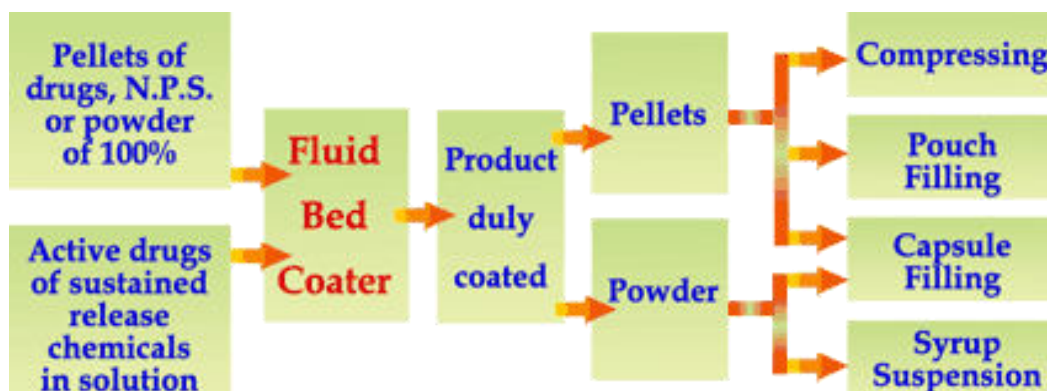 Pellets of
drugs, N.P.S.
or powder
of 100%
Active drugs
of sustained
release
chemicals
in solution
Fluid
Bed
Coater
Product
duly
coated
Pellets
Powder
Compressing
Pouch
Filling
Capsule
Filling
Syrup
Suspension